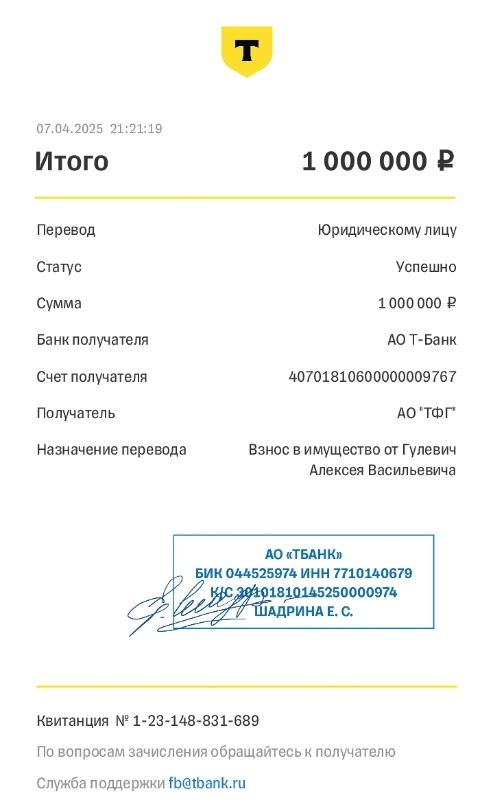 Т
07.04.2025 21:21:19
Итого 1 000 000 ₽
Перевод Юридическому лицу
Статус Успешно
Сумма 1 000 000 ₽
Банк получателя АО Т-Банк
Счет получателя 40701810600000009767
Получатель АО "ТФГ"
Назначение перевода Взнос в имущество от Гулевич
Алексея Васильевича
АО «ТБАНК»
БИК 044525974 ИНН 7710140679
К/С 30101810145250000974
ШАДРИНА Е. С.
Квитанция № 1-23-148-831-689
По вопросам зачисления обращайтесь к получателю
Служба поддержки fb@tbank.ru